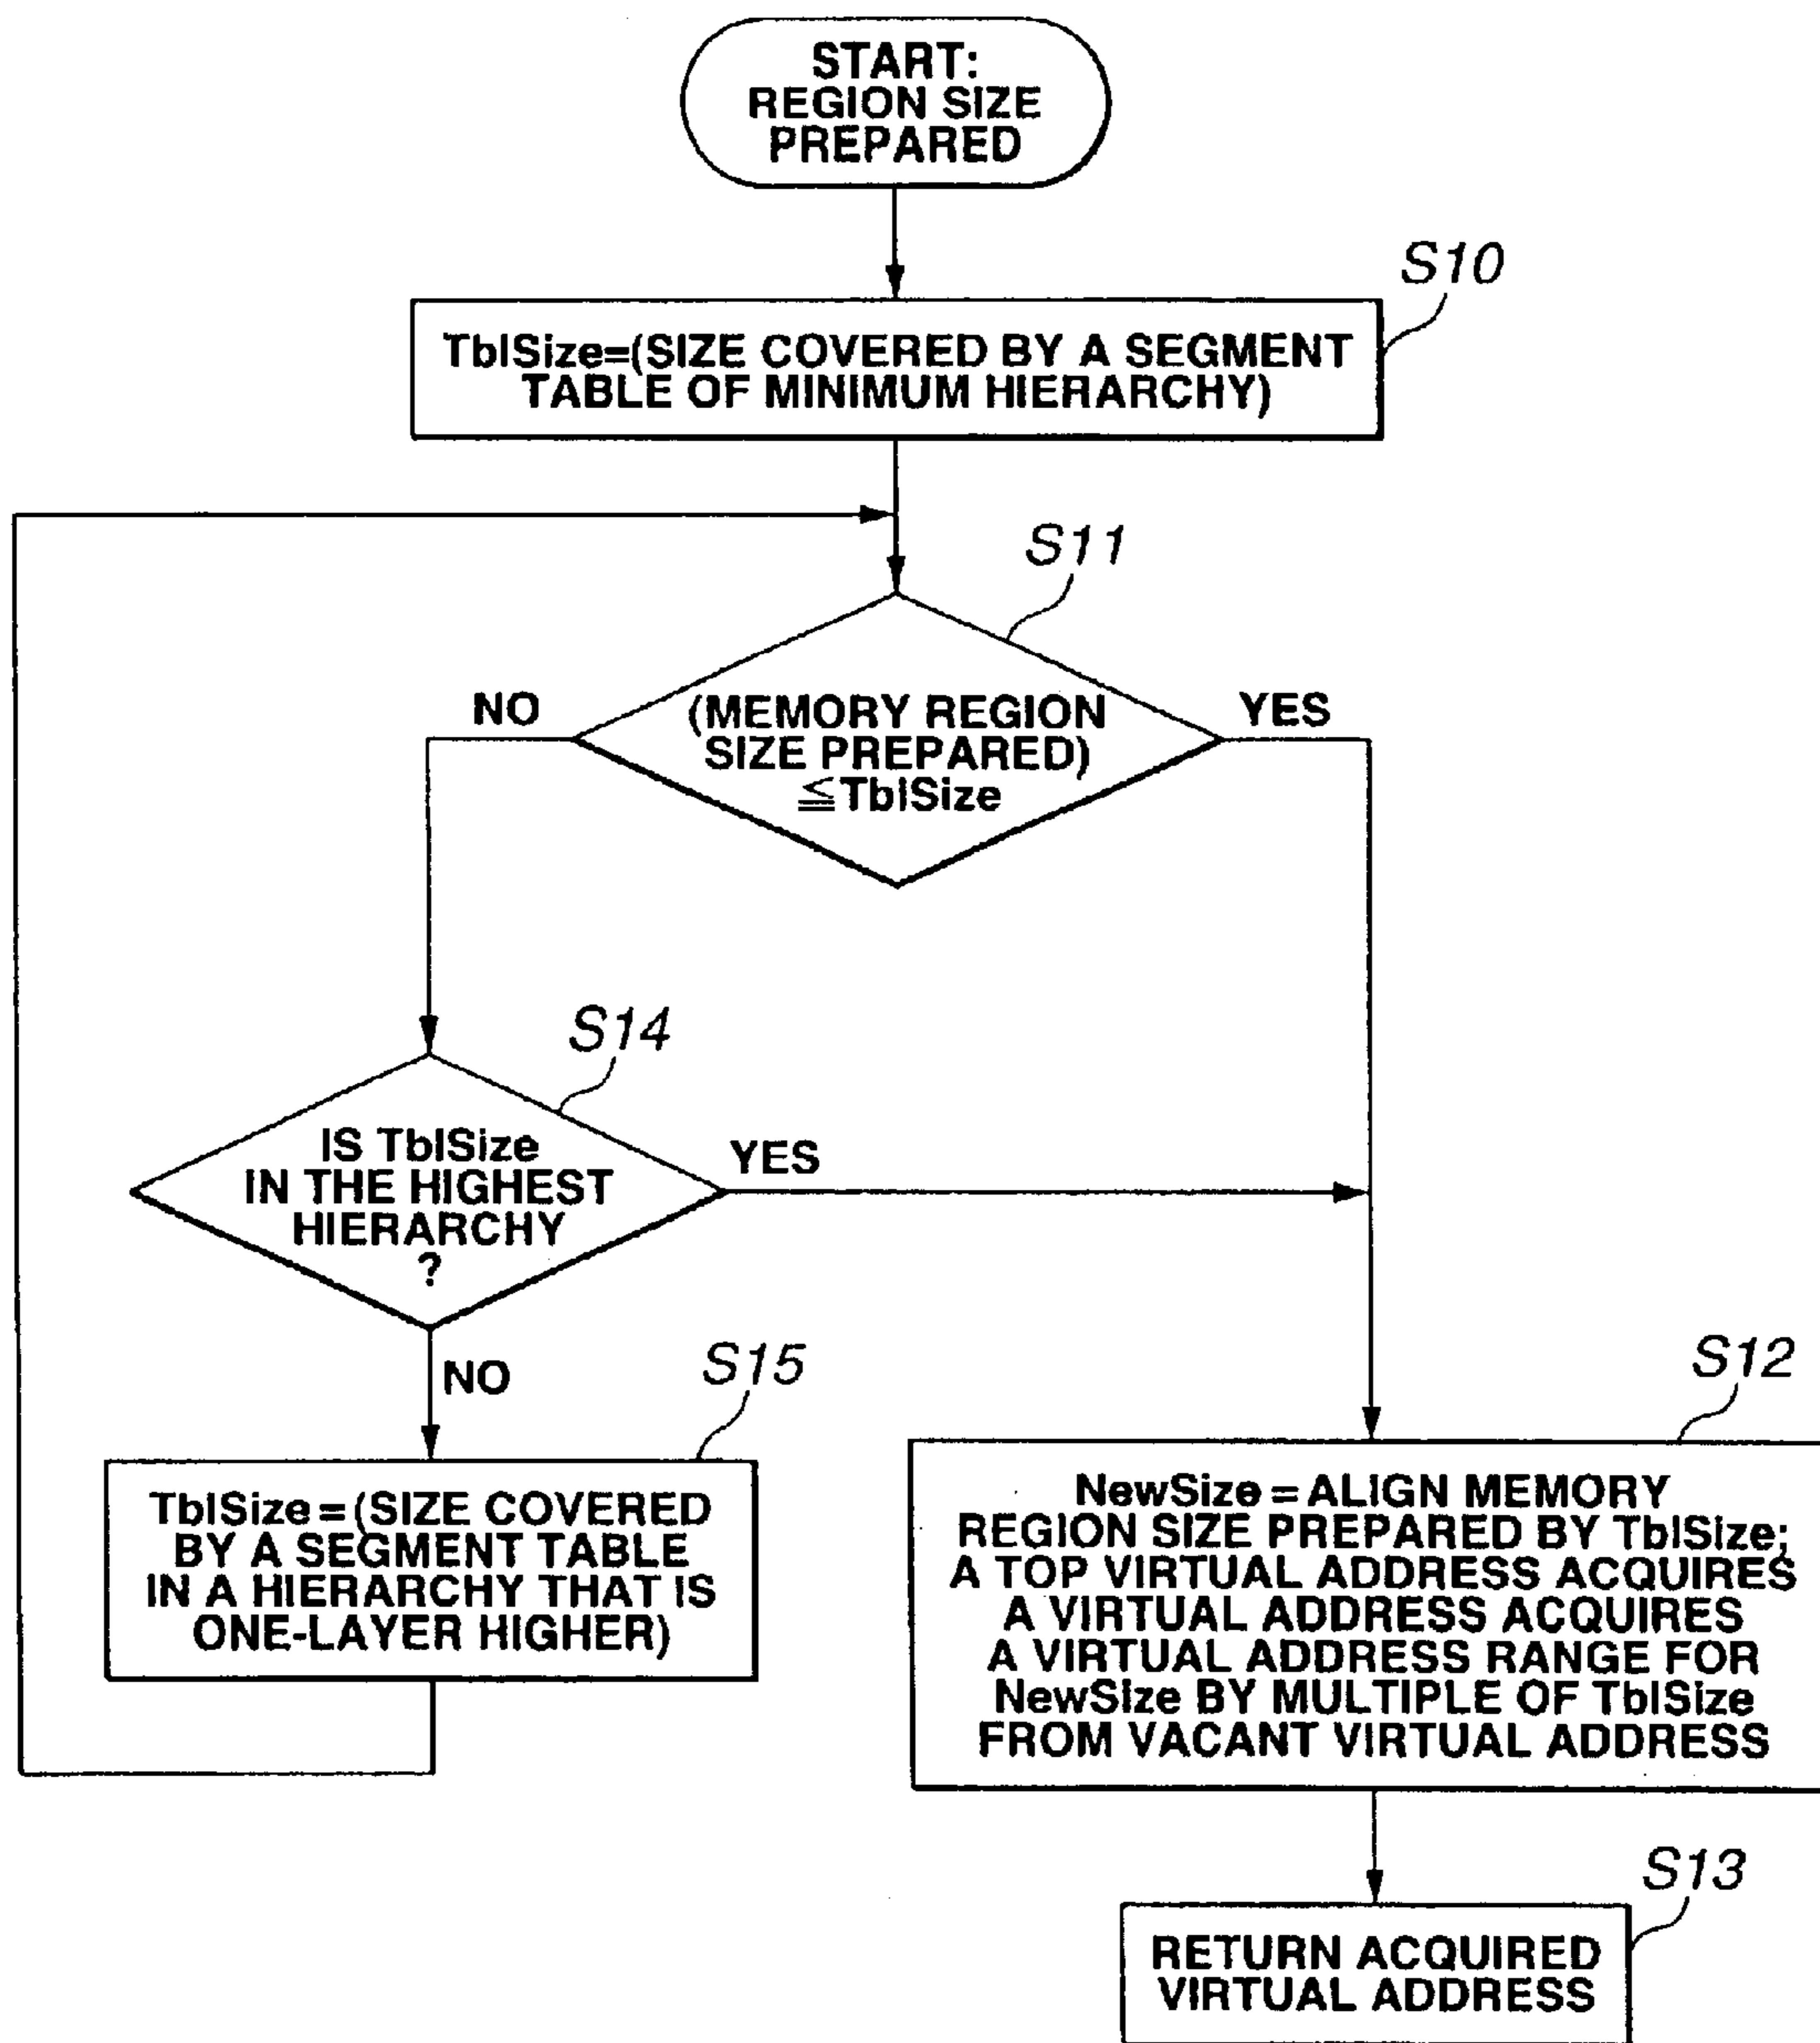 START:
REGION SIZE
PREPARED
S10
TblSize=(SIZE COVERED BY A SEGMENT
TABLE OF MINIMUM HIERARCHY)
S11
NO
(MEMORY REGION
SIZE PREPARED)
≦TblSize
YES
S14
IS TblSize
IN THE HIGHEST
HIERARCHY
?
YES
NO
S15
TblSize=(SIZE COVERED
BY A SEGMENT TABLE
IN A HIERARCHY THAT IS
ONE-LAYER HIGHER)
S12
NewSize=ALIGN MEMORY
REGION SIZE PREPARED BY TblSize;
A TOP VIRTUAL ADDRESS ACQUIRES
A VIRTUAL ADDRESS ACQUIRES
A VIRTUAL ADDRESS RANGE FOR
NewSize BY MULTIPLE OF TblSize
FROM VACANT VIRTUAL ADDRESS
S13
RETURN ACQUIRED
VIRTUAL ADDRESS